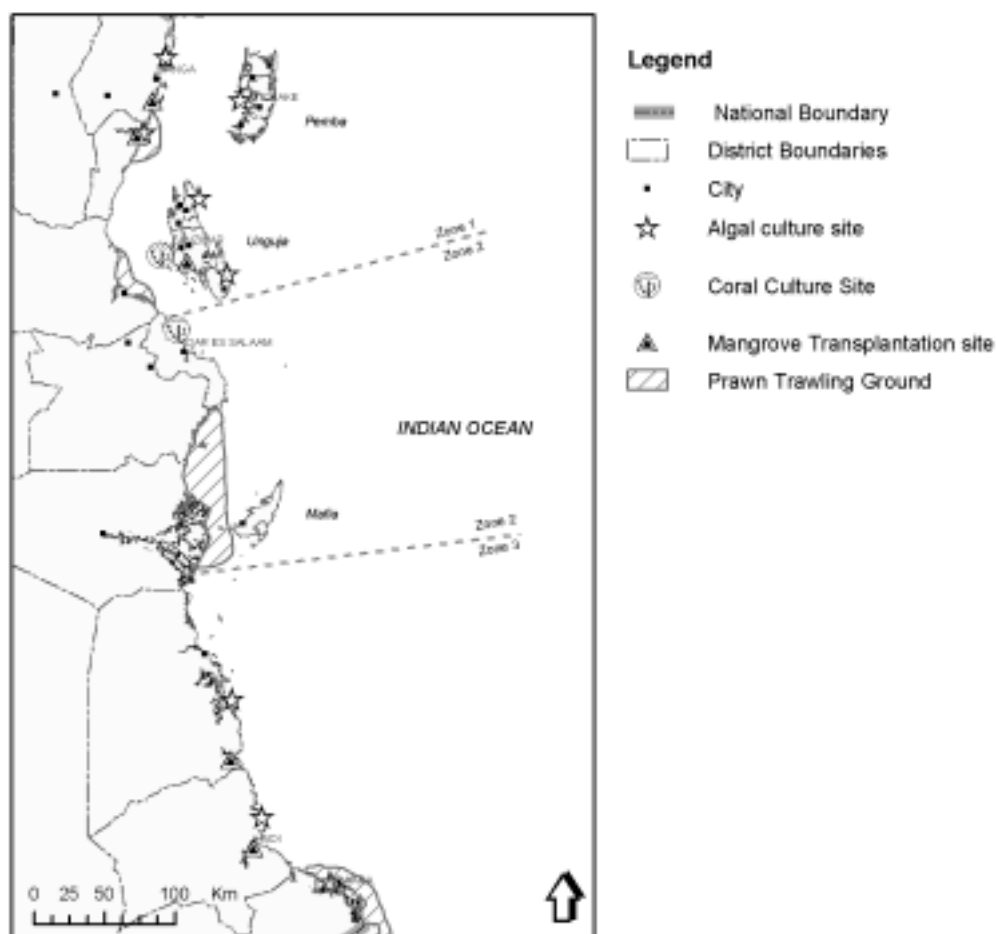 Pemba
Unguja
Zone 1
Zone 2
DAR ES SALAAM
INDIAN OCEAN
Mafia
Zone 2
Zone 3
0 25 50 100 Km
Legend
National Boundary
District Boundaries
City
Algal culture site
Coral Culture Site
Mangrove Transplantation site
Prawn Trawling Ground